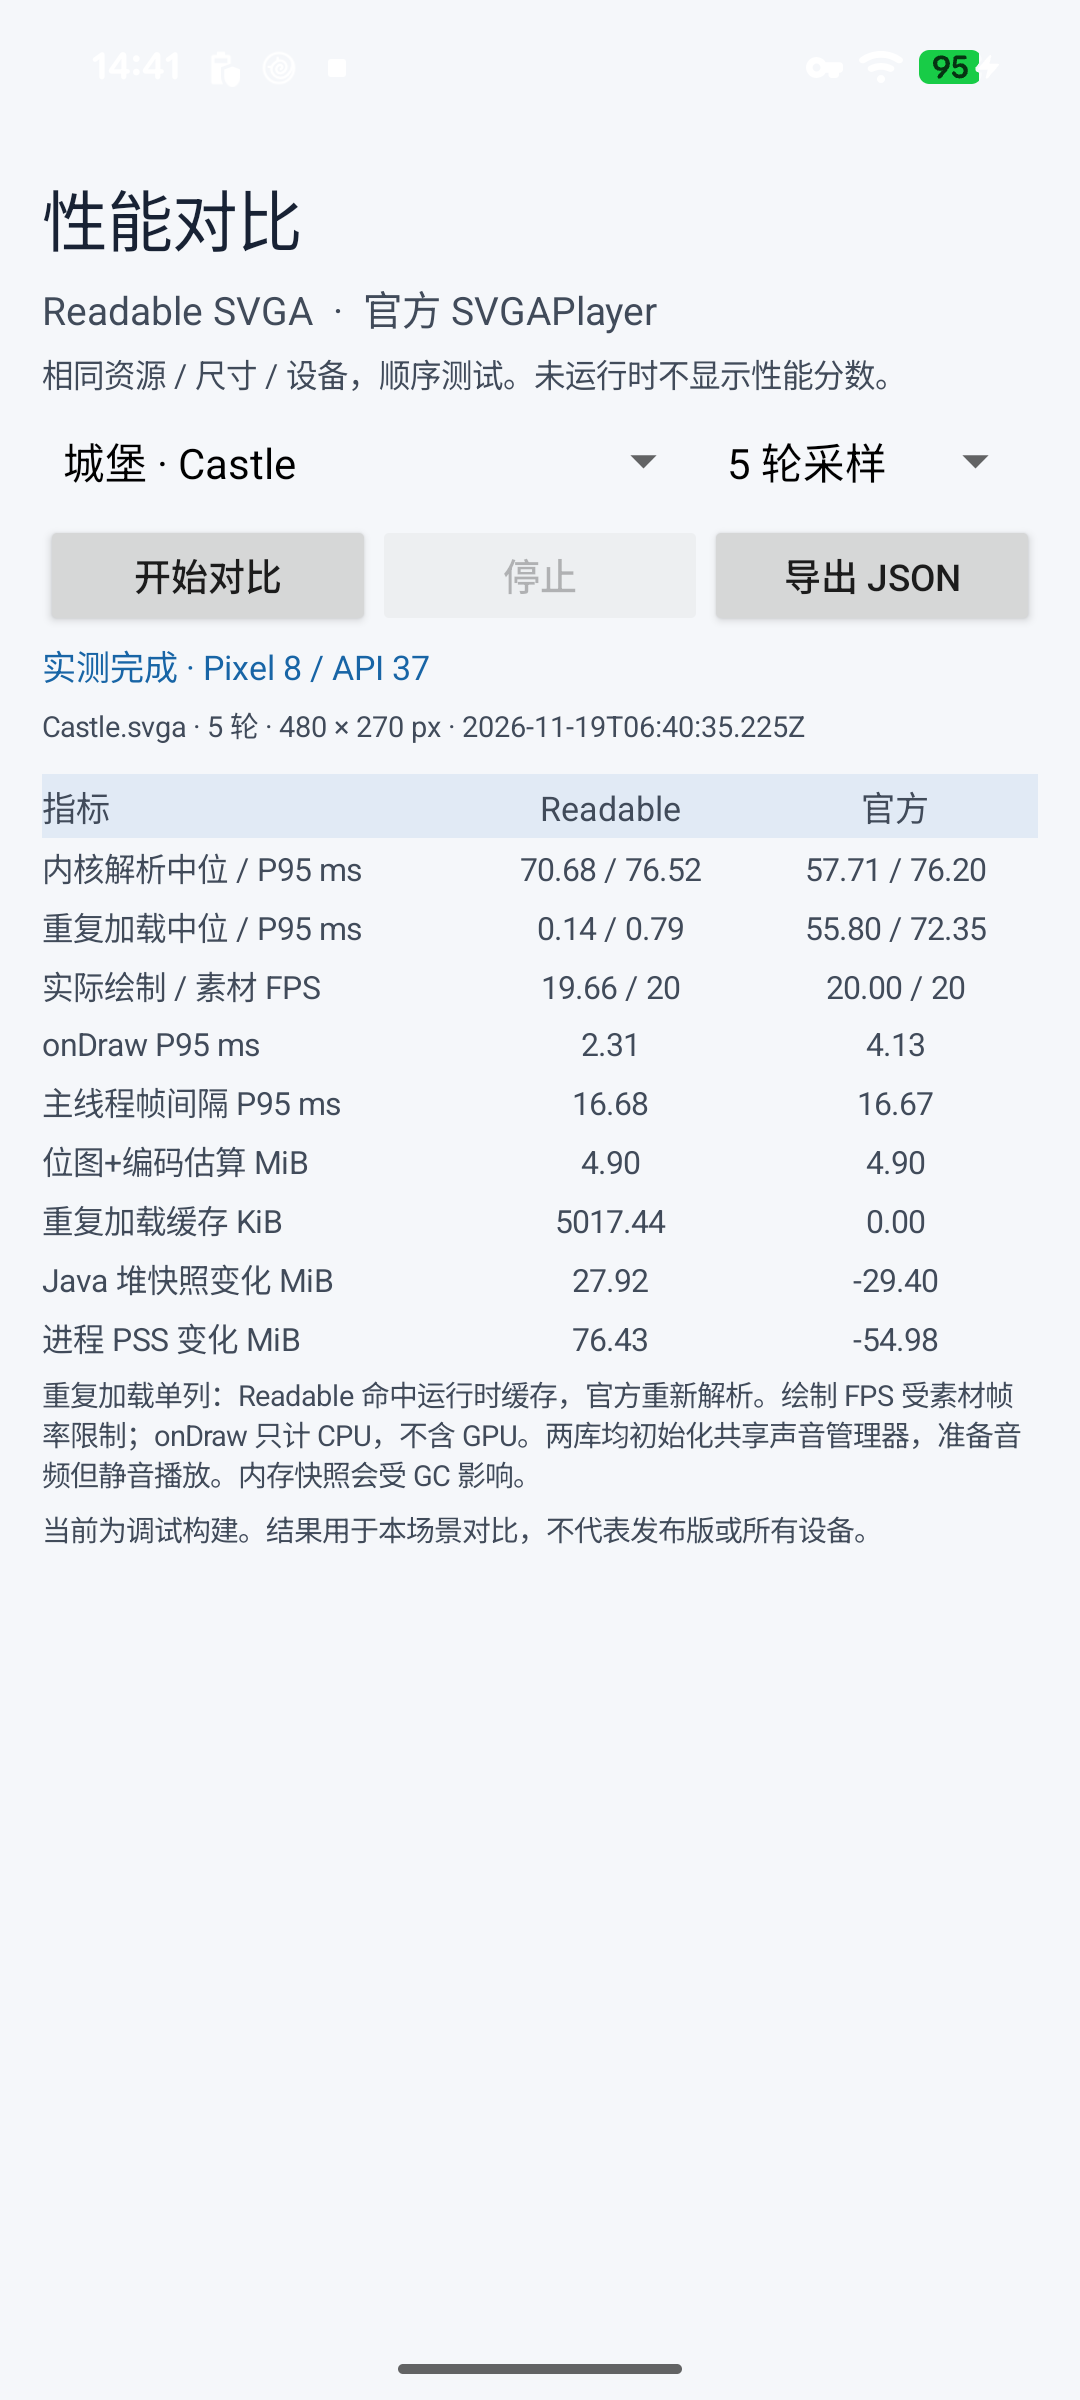 14:41 95
性能对比
Readable SVGA · 官方 SVGAPlayer
相同资源 / 尺寸 / 设备，顺序测试。未运行时不显示性能分数。
城堡 · Castle 5 轮采样
开始对比 停止 导出 JSON
实测完成 · Pixel 8 / API 37
Castle.svga · 5 轮 · 480 × 270 px · 2026-11-19T06:40:35.225Z
指标 Readable 官方
内核解析中位 / P95 ms 70.68 / 76.52 57.71 / 76.20
重复加载中位 / P95 ms 0.14 / 0.79 55.80 / 72.35
实际绘制 / 素材 FPS 19.66 / 20 20.00 / 20
onDraw P95 ms 2.31 4.13
主线程帧间隔 P95 ms 16.68 16.67
位图+编码估算 MiB 4.90 4.90
重复加载缓存 KiB 5017.44 0.00
Java 堆快照变化 MiB 27.92 -29.40
进程 PSS 变化 MiB 76.43 -54.98
重复加载单列：Readable 命中运行时缓存，官方重新解析。绘制 FPS 受素材帧
率限制；onDraw 只计 CPU，不含 GPU。两库均初始化共享声音管理器，准备音
频但静音播放。内存快照会受 GC 影响。
当前为调试构建。结果用于本场景对比，不代表发布版或所有设备。